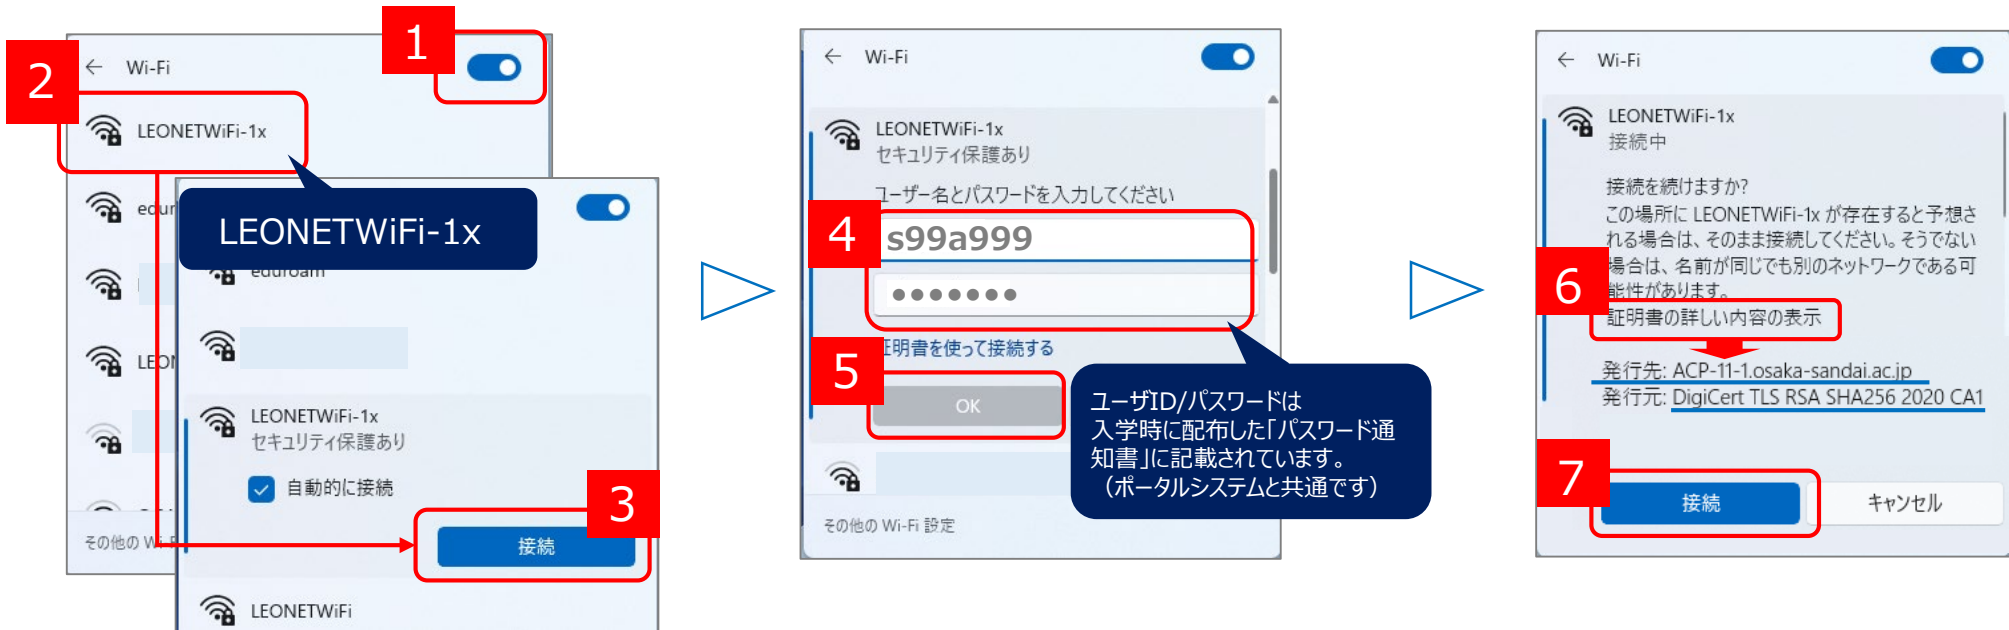 1
2
← Wi-Fi
LEONETWiFi-1x
LEONETWiFi-1x
eduroam
LEONETWiFi-1x
セキュリティ保護あり
自動的に接続
3
接続
その他の Wi-F
LEONETWiFi
← Wi-Fi
LEONETWiFi-1x
セキュリティ保護あり
ユーザー名とパスワードを入力してください
4
s99a999
●●●●●●●
証明書を使って接続する
5
OK
ユーザID/パスワードは
入学時に配布した「パスワード通
知書」に記載されています。
（ポータルシステムと共通です）
その他の Wi-Fi 設定
← Wi-Fi
LEONETWiFi-1x
接続中
接続を続けますか?
この場所に LEONETWiFi-1x が存在すると予想さ
れる場合は、そのまま接続してください。そうでない
場合は、名前が同じでも別のネットワークである可
能性があります。
6
証明書の詳しい内容の表示
発行先: ACP-11-1.osaka-sandai.ac.jp
発行元: DigiCert TLS RSA SHA256 2020 CA1
7
接続
キャンセル